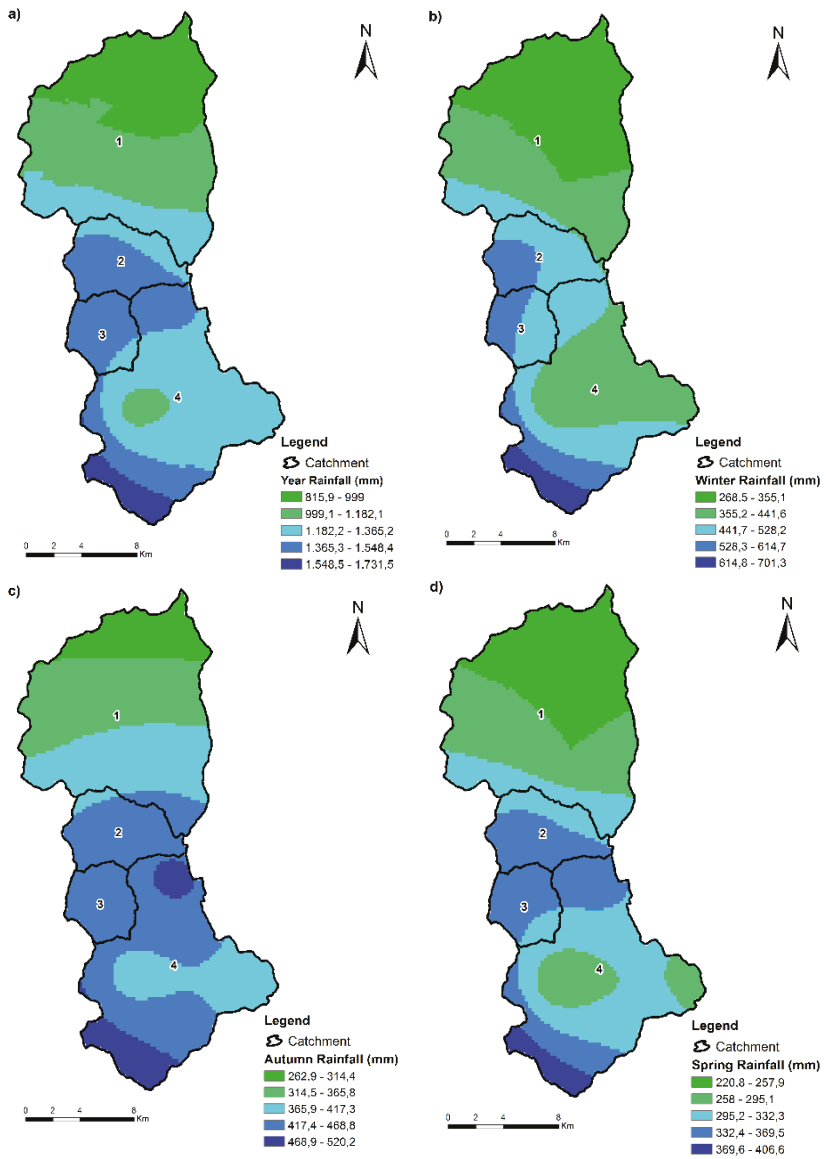 a)
N
1
2
3
4
Legend
Catchment
Year Rainfall (mm)
815,9 - 999
999,1 - 1.182,1
1.182,2 - 1.365,2
1.365,3 - 1.548,4
1.548,5 - 1.731,5
0 2 4 8
Km
b)
N
1
2
3
4
Legend
Catchment
Winter Rainfall (mm)
268,5 - 355,1
355,2 - 441,6
441,7 - 528,2
528,3 - 614,7
614,8 - 701,3
0 2 4 8
Km
c)
N
1
2
3
4
Legend
Catchment
Autumn Rainfall (mm)
262,9 - 314,4
314,5 - 365,8
365,9 - 417,3
417,4 - 468,8
468,9 - 520,2
0 2 4 8
Km
d)
N
1
2
3
4
Legend
Catchment
Spring Rainfall (mm)
220,8 - 257,9
258 - 295,1
295,2 - 332,3
332,4 - 369,5
369,6 - 406,6
0 2 4 8
Km